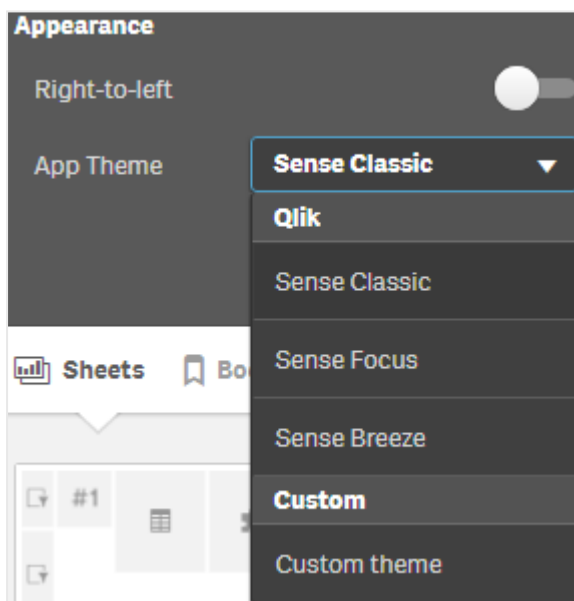 Appearance
Right-to-left
App Theme
Sense Classic
Qlik
Sense Classic
Sense Focus
Sense Breeze
Custom
Custom theme
Sheets
#1